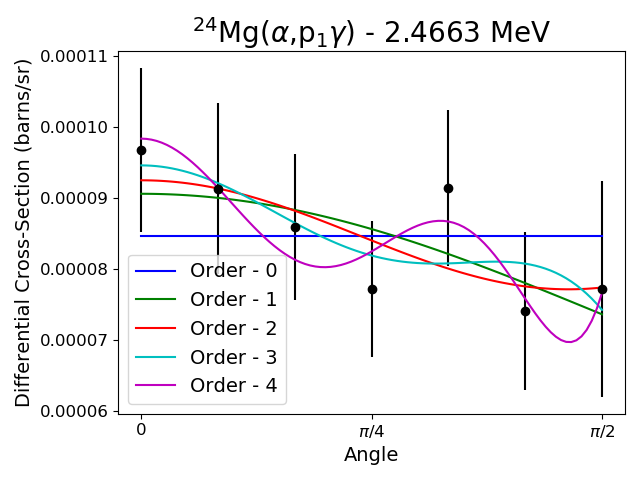 ²⁴Mg(α,p₁γ) - 2.4663 MeV
Differential Cross-Section (barns/sr)
0.00011
0.00010
0.00009
0.00008
0.00007
0.00006
Order - 0
Order - 1
Order - 2
Order - 3
Order - 4
0 π/4 π/2
Angle